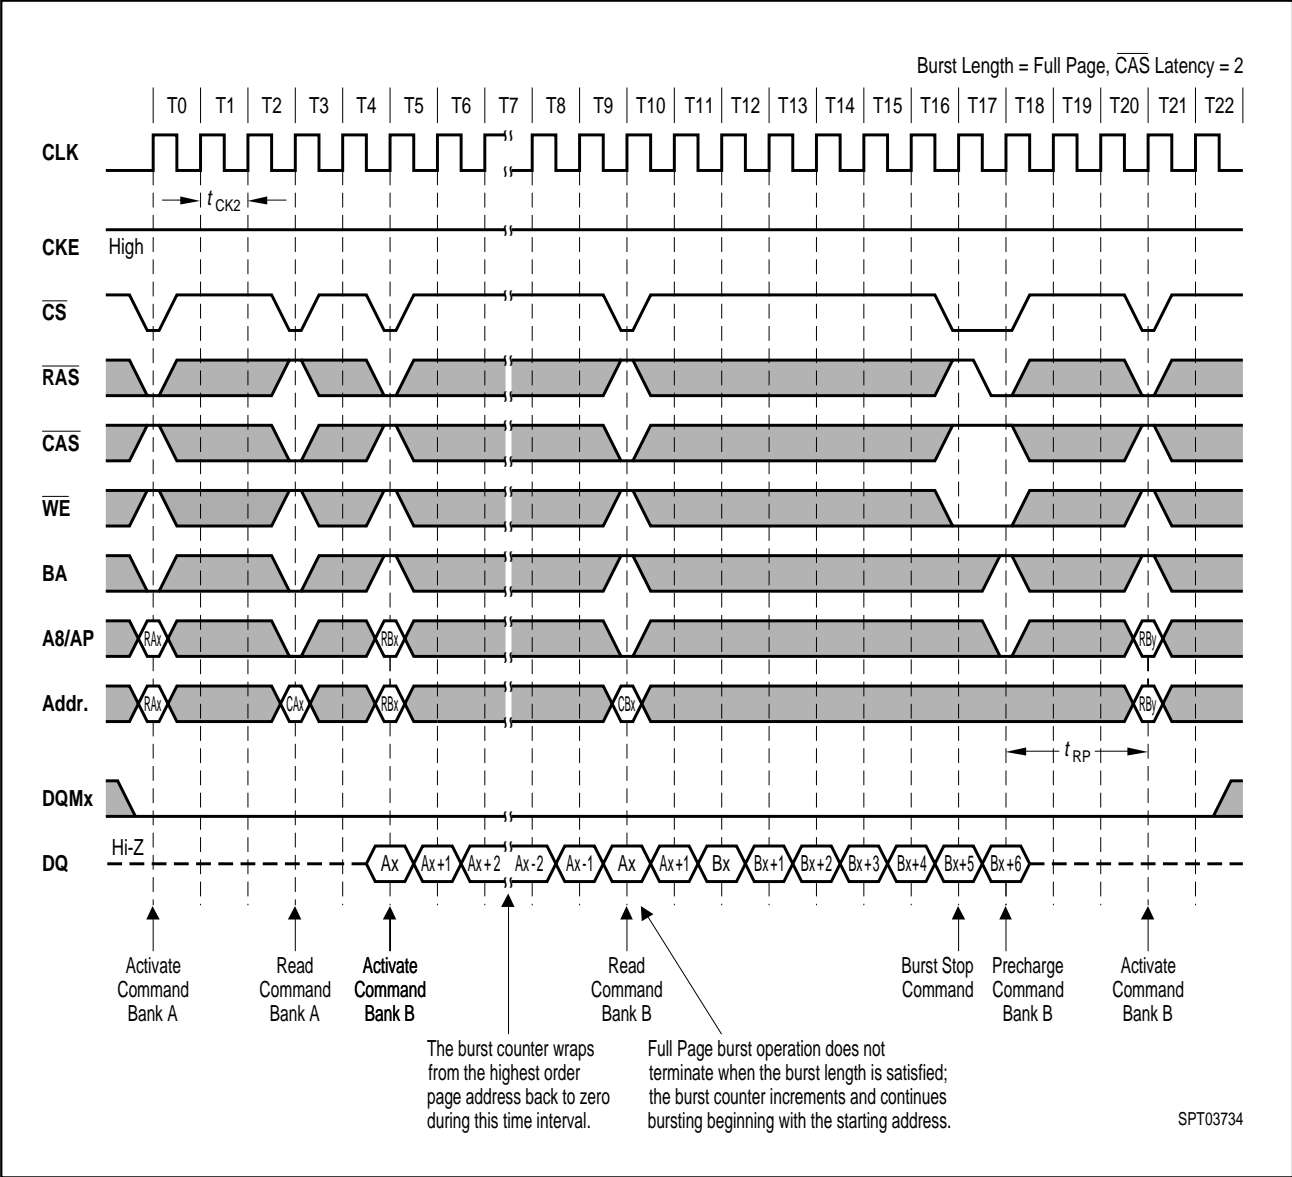 Burst Length = Full Page, CAS Latency = 2
T0 T1 T2 T3 T4 T5 T6 T7 T8 T9 T10 T11 T12 T13 T14 T15 T16 T17 T18 T19 T20 T21 T22
CLK
t CK2
CKE High
CS
RAS
CAS
WE
BA
A8/AP RAx RBx RBy
Addr. RAx CAx RBx CBx RBy
t RP
DQMx
Hi-Z
DQ Ax Ax+1 Ax+2 Ax-2 Ax-1 Ax Ax+1 Bx Bx+1 Bx+2 Bx+3 Bx+4 Bx+5 Bx+6
Activate
Command
Bank A
Read
Command
Bank A
Activate
Command
Bank B
Read
Command
Bank B
Burst Stop
Command
Precharge
Command
Bank B
Activate
Command
Bank B
The burst counter wraps
from the highest order
page address back to zero
during this time interval.
Full Page burst operation does not
terminate when the burst length is satisfied;
the burst counter increments and continues
bursting beginning with the starting address.
SPT03734